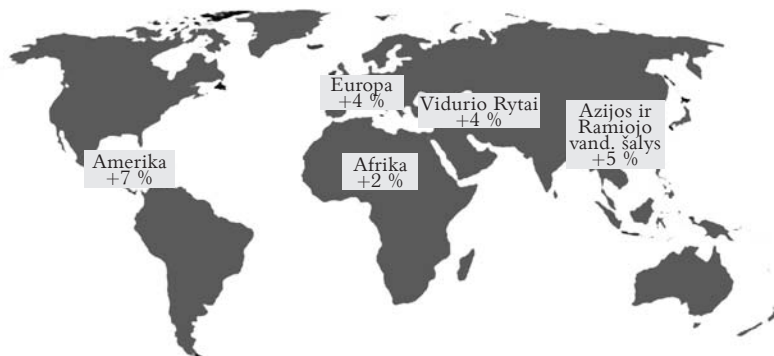 Europa
+4 %
Vidurio Rytai
+4 %
Azijos ir
Ramiojo
vand. šalys
+5 %
Amerika
+7 %
Afrika
+2 %